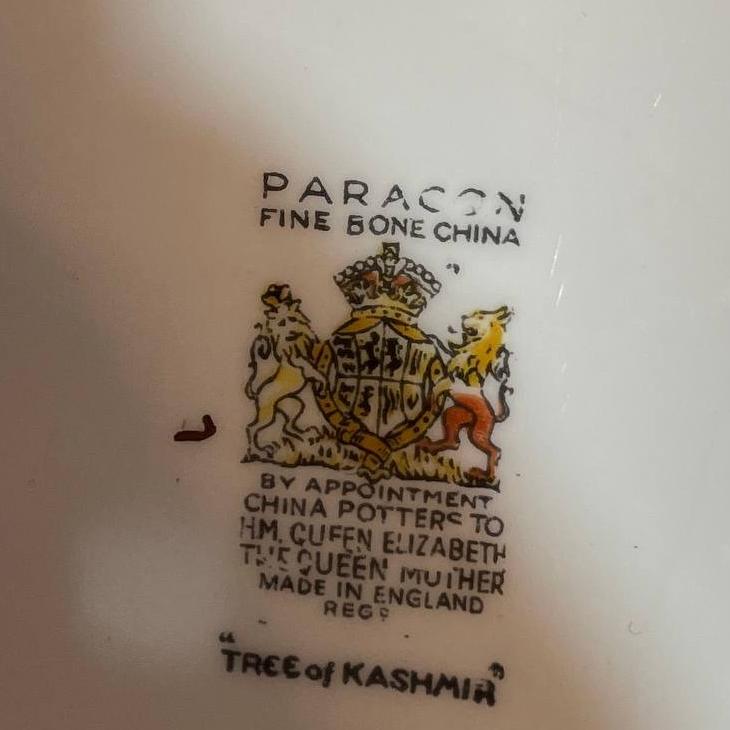 PARAGON
FINE BONE CHINA
BY APPOINTMENT
CHINA POTTERS TO
H.M. QUEEN ELIZABETH
THE QUEEN MOTHER
MADE IN ENGLAND
REGD
"TREE of KASHMIR"